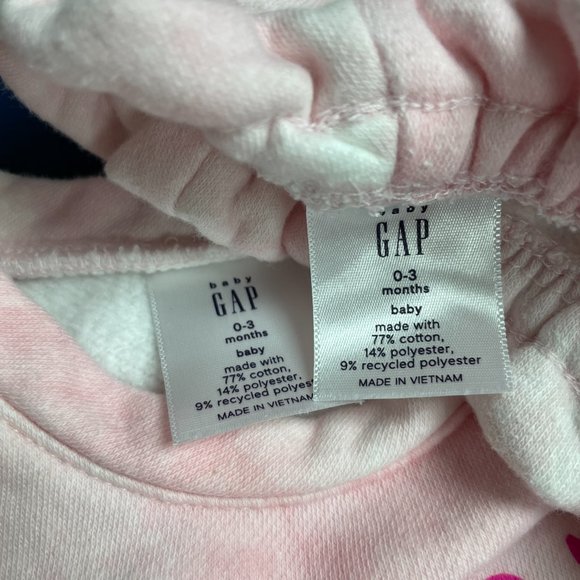 baby
GAP
0-3
months
baby
made with
77% cotton,
14% polyester,
9% recycled polyester
MADE IN VIETNAM
baby
GAP
0-3
months
baby
made with
77% cotton,
14% polyester,
9% recycled polyester
MADE IN VIETNAM